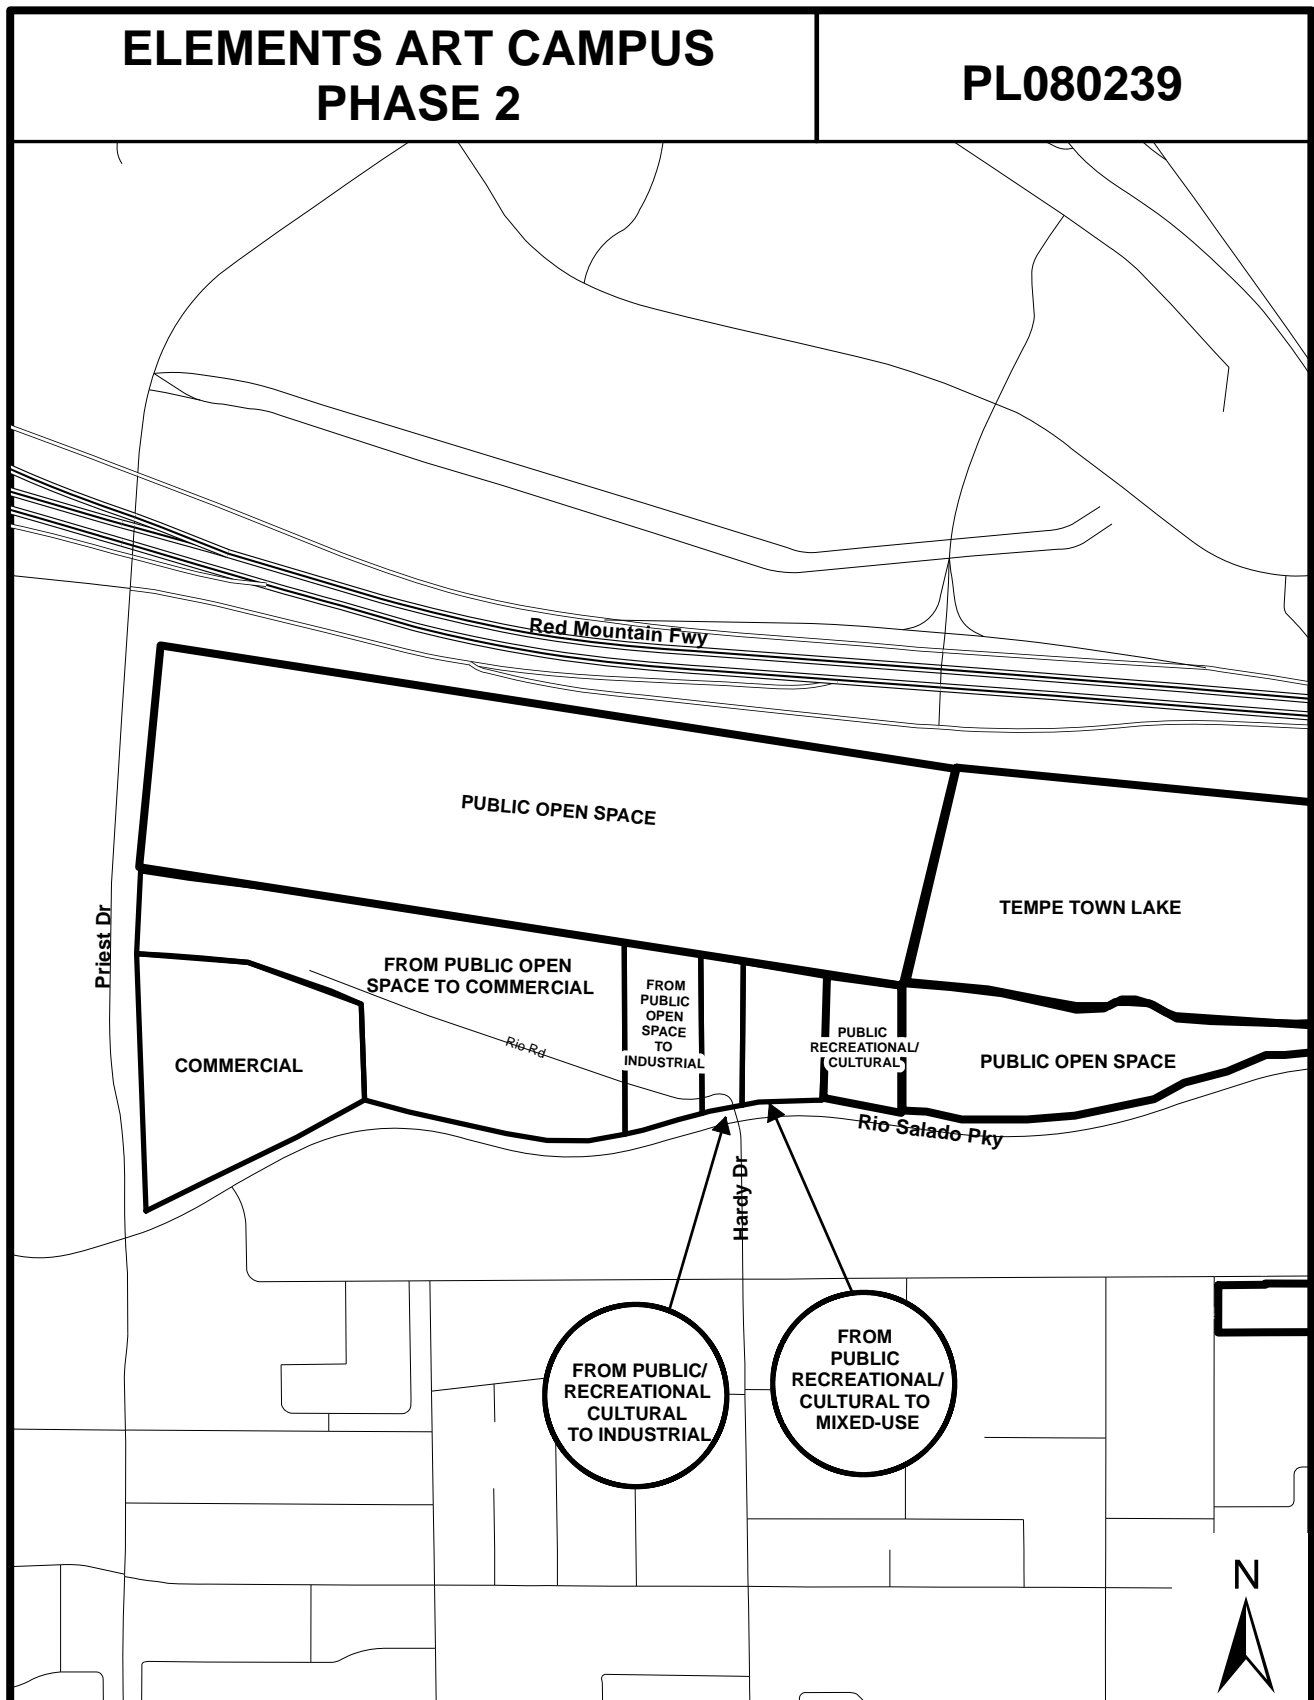 ELEMENTS ART CAMPUS
PHASE 2
PL080239
Red Mountain Fwy
PUBLIC OPEN SPACE
TEMPE TOWN LAKE
Priest Dr
FROM PUBLIC OPEN
SPACE TO COMMERCIAL
FROM
PUBLIC
OPEN
SPACE
TO
INDUSTRIAL
Rio Rd
PUBLIC
RECREATIONAL/
CULTURAL
PUBLIC OPEN SPACE
COMMERCIAL
Rio Salado Pky
Hardy Dr
FROM PUBLIC/
RECREATIONAL
CULTURAL
TO INDUSTRIAL
FROM
PUBLIC
RECREATIONAL/
CULTURAL TO
MIXED-USE
N